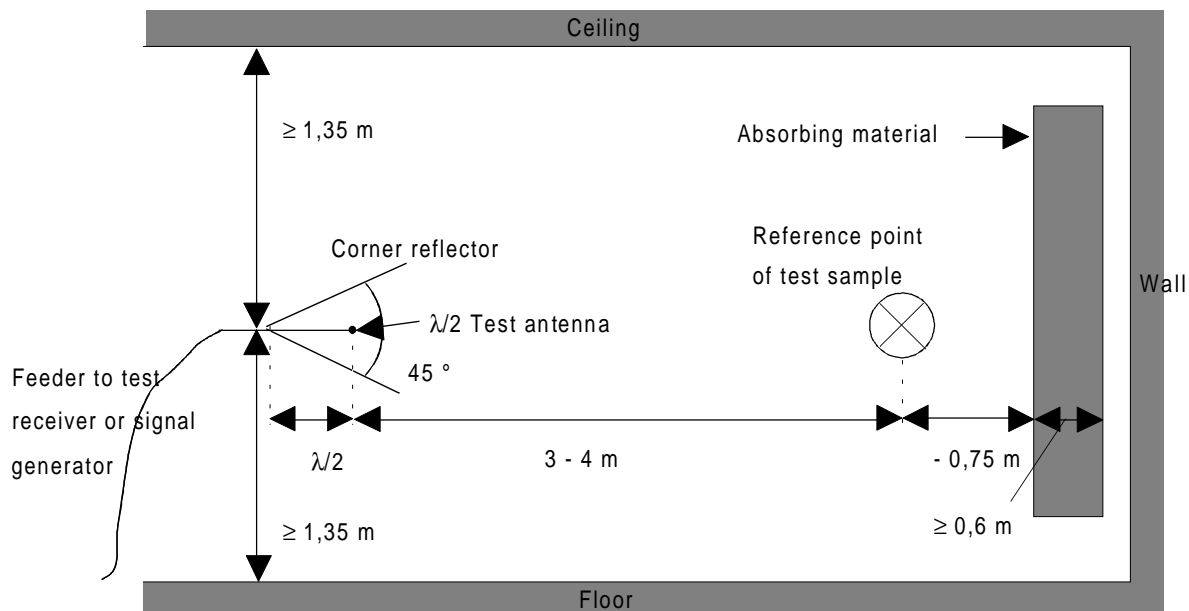 Ceiling
≥ 1,35 m
Absorbing material
Corner reflector
Reference point
of test sample
Wall
λ/2 Test antenna
45 °
Feeder to test
receiver or signal
generator
λ/2
3 - 4 m
- 0,75 m
≥ 0,6 m
≥ 1,35 m
Floor